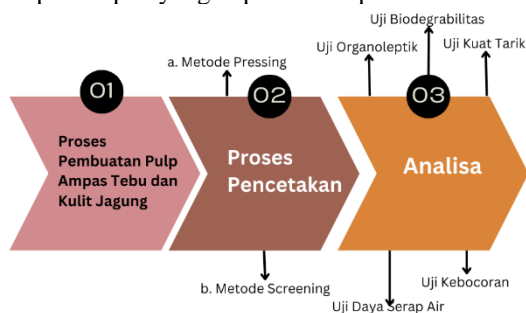 Uji Biodegrabilitas
Uji Organoleptik
Uji Kuat Tarik
a. Metode Pressing
01
02
03
Proses
Pembuatan Pulp
Ampas Tebu dan
Kulit Jagung
Proses
Pencetakan
Analisa
b. Metode Screening
Uji Kebocoran
Uji Daya Serap Air